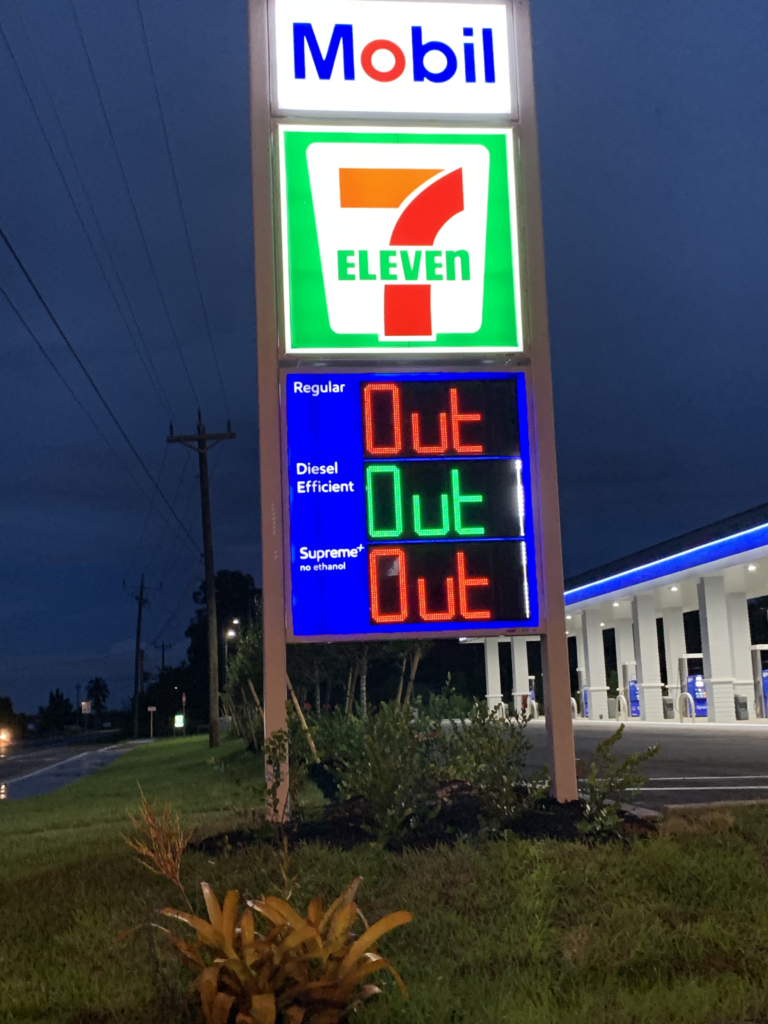 Mobil
7
ELEVEN
Regular
Out
Diesel
Efficient
Out
Supreme+
no ethanol
Out